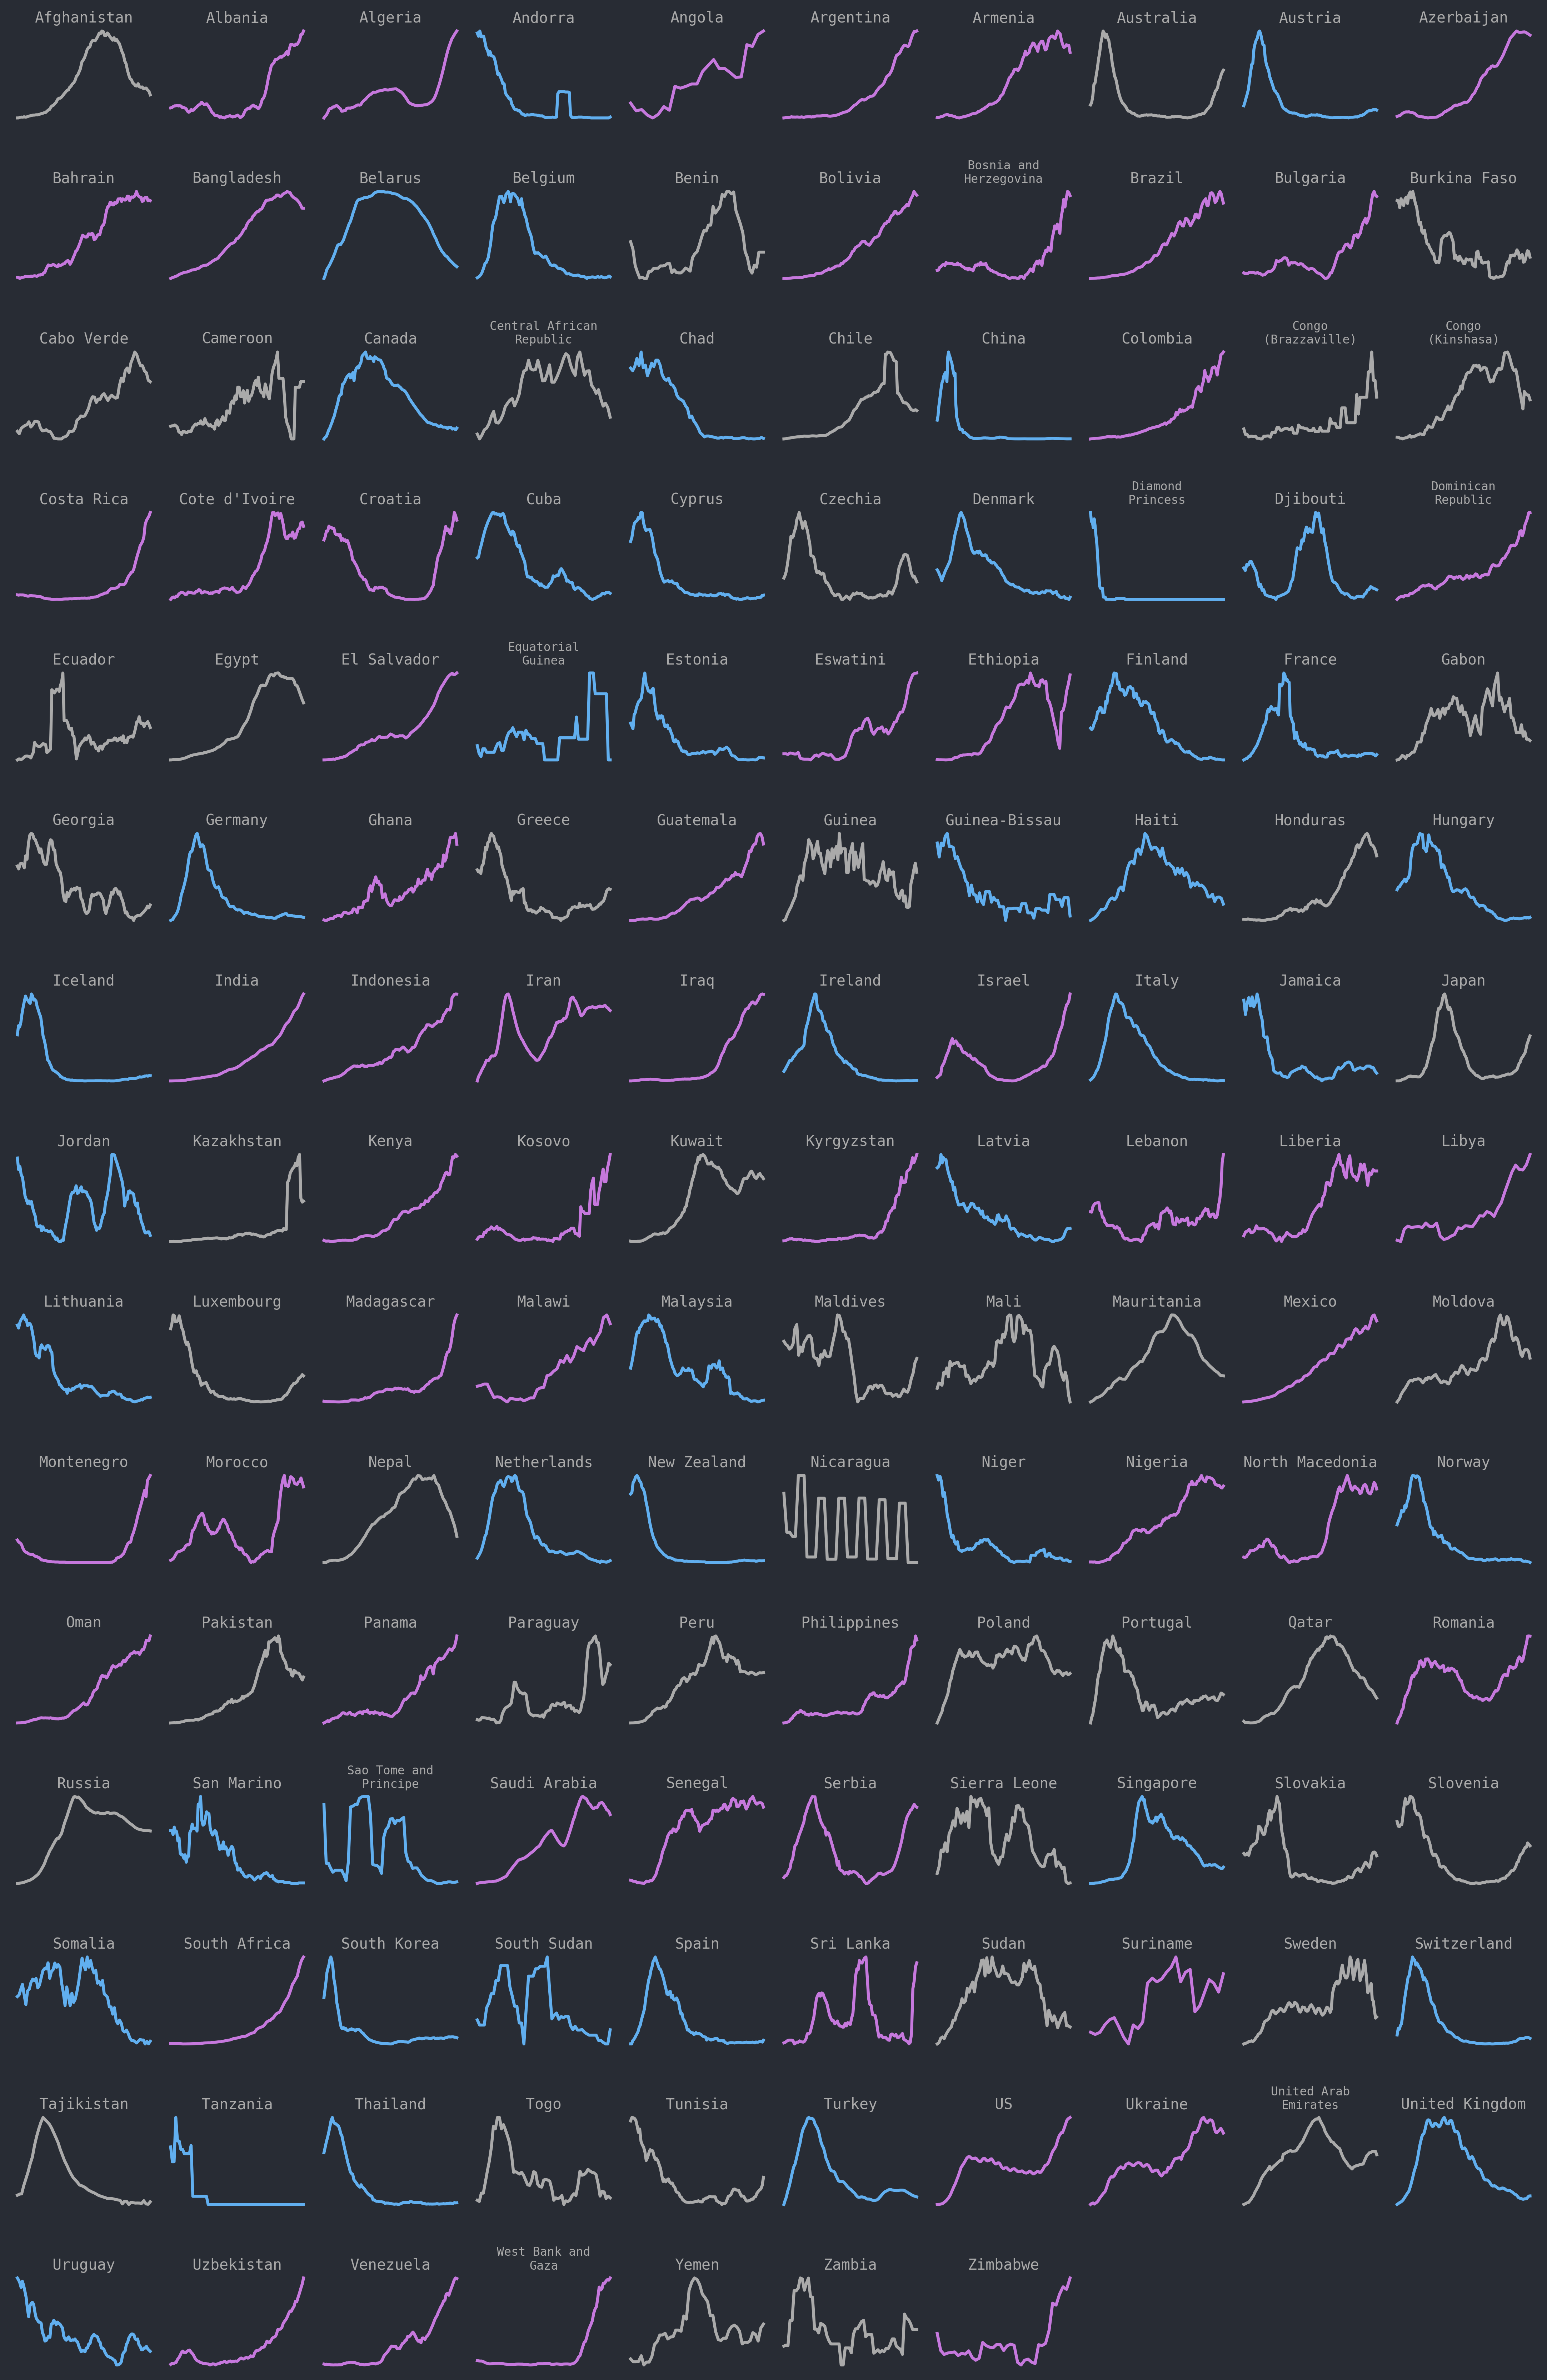 Afghanistan
Albania
Algeria
Andorra
Angola
Argentina
Armenia
Australia
Austria
Azerbaijan
Bahrain
Bangladesh
Belarus
Belgium
Benin
Bolivia
Bosnia and
Herzegovina
Brazil
Bulgaria
Burkina Faso
Cabo Verde
Cameroon
Canada
Central African
Republic
Chad
Chile
China
Colombia
Congo
(Brazzaville)
Congo
(Kinshasa)
Costa Rica
Cote d'Ivoire
Croatia
Cuba
Cyprus
Czechia
Denmark
Diamond
Princess
Djibouti
Dominican
Republic
Ecuador
Egypt
El Salvador
Equatorial
Guinea
Estonia
Eswatini
Ethiopia
Finland
France
Gabon
Georgia
Germany
Ghana
Greece
Guatemala
Guinea
Guinea-Bissau
Haiti
Honduras
Hungary
Iceland
India
Indonesia
Iran
Iraq
Ireland
Israel
Italy
Jamaica
Japan
Jordan
Kazakhstan
Kenya
Kosovo
Kuwait
Kyrgyzstan
Latvia
Lebanon
Liberia
Libya
Lithuania
Luxembourg
Madagascar
Malawi
Malaysia
Maldives
Mali
Mauritania
Mexico
Moldova
Montenegro
Morocco
Nepal
Netherlands
New Zealand
Nicaragua
Niger
Nigeria
North Macedonia
Norway
Oman
Pakistan
Panama
Paraguay
Peru
Philippines
Poland
Portugal
Qatar
Romania
Russia
San Marino
Sao Tome and
Principe
Saudi Arabia
Senegal
Serbia
Sierra Leone
Singapore
Slovakia
Slovenia
Somalia
South Africa
South Korea
South Sudan
Spain
Sri Lanka
Sudan
Suriname
Sweden
Switzerland
Tajikistan
Tanzania
Thailand
Togo
Tunisia
Turkey
US
Ukraine
United Arab
Emirates
United Kingdom
Uruguay
Uzbekistan
Venezuela
West Bank and
Gaza
Yemen
Zambia
Zimbabwe